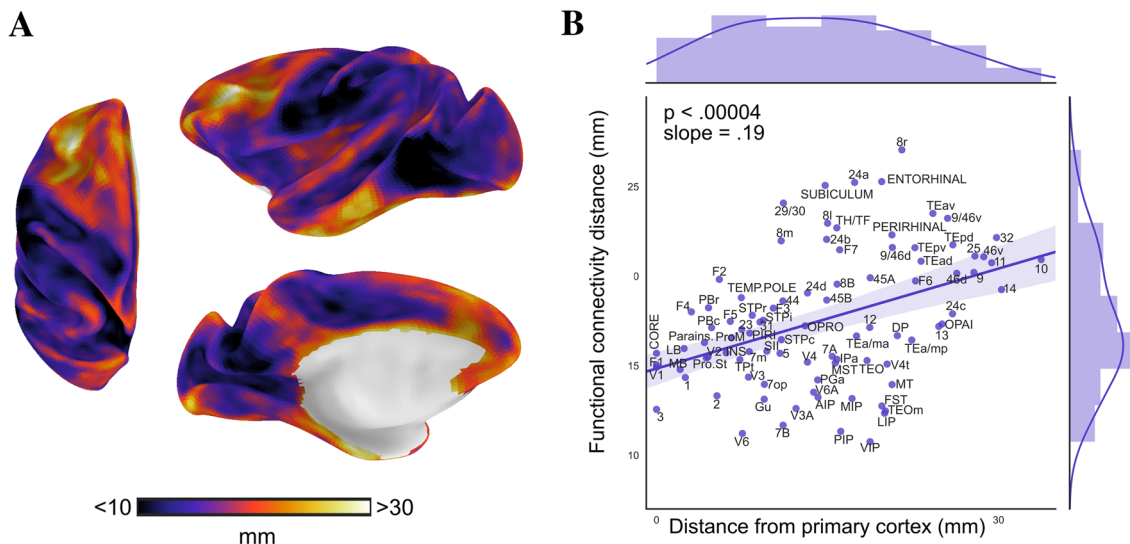 A
B
<10
>30
mm
p < .00004
slope = .19
Functional connectivity distance (mm)
25
0
15
10
0
Distance from primary cortex (mm)
30
8r
24a
ENTORHINAL
SUBICULUM
29/30
TEav
9/46v
8l
TH/TF
PERIRHINAL
8m
24b
F7
9/46d
TEpv
TEpd
TEad
25
46v
32
11
10
F2
TEMP.POLE
24d
8B
45A
F6
46d
9
14
F4
PBr
STPr
F3
44
45B
24c
PBc
F5
23
31
STPi
OPRO
12
DP
13
OPAI
CORE
Parains.
ProM
PIRI
STPc
TEa/ma
TEa/mp
LB
V2
INS
7m
SII
5
7A
IPa
F1
MB
Pro.St
TPt
V4
MST
TEO
V4t
V1
1
V3
7op
PGa
MT
V6A
2
Gu
AIP
MIP
FST
TEOm
3
V3A
LIP
V6
7B
PIP
VIP